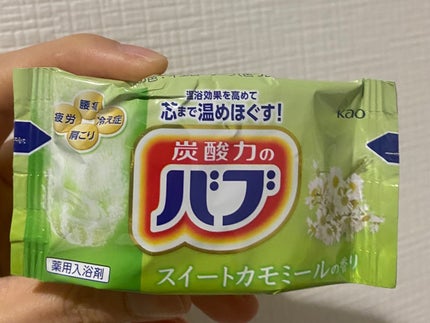 温浴効果を高めて
芯まで温めほぐす!
腰痛
疲労
冷え症
肩こり
Kao
炭酸力の
バブ
薬用入浴剤
スイートカモミールの香り